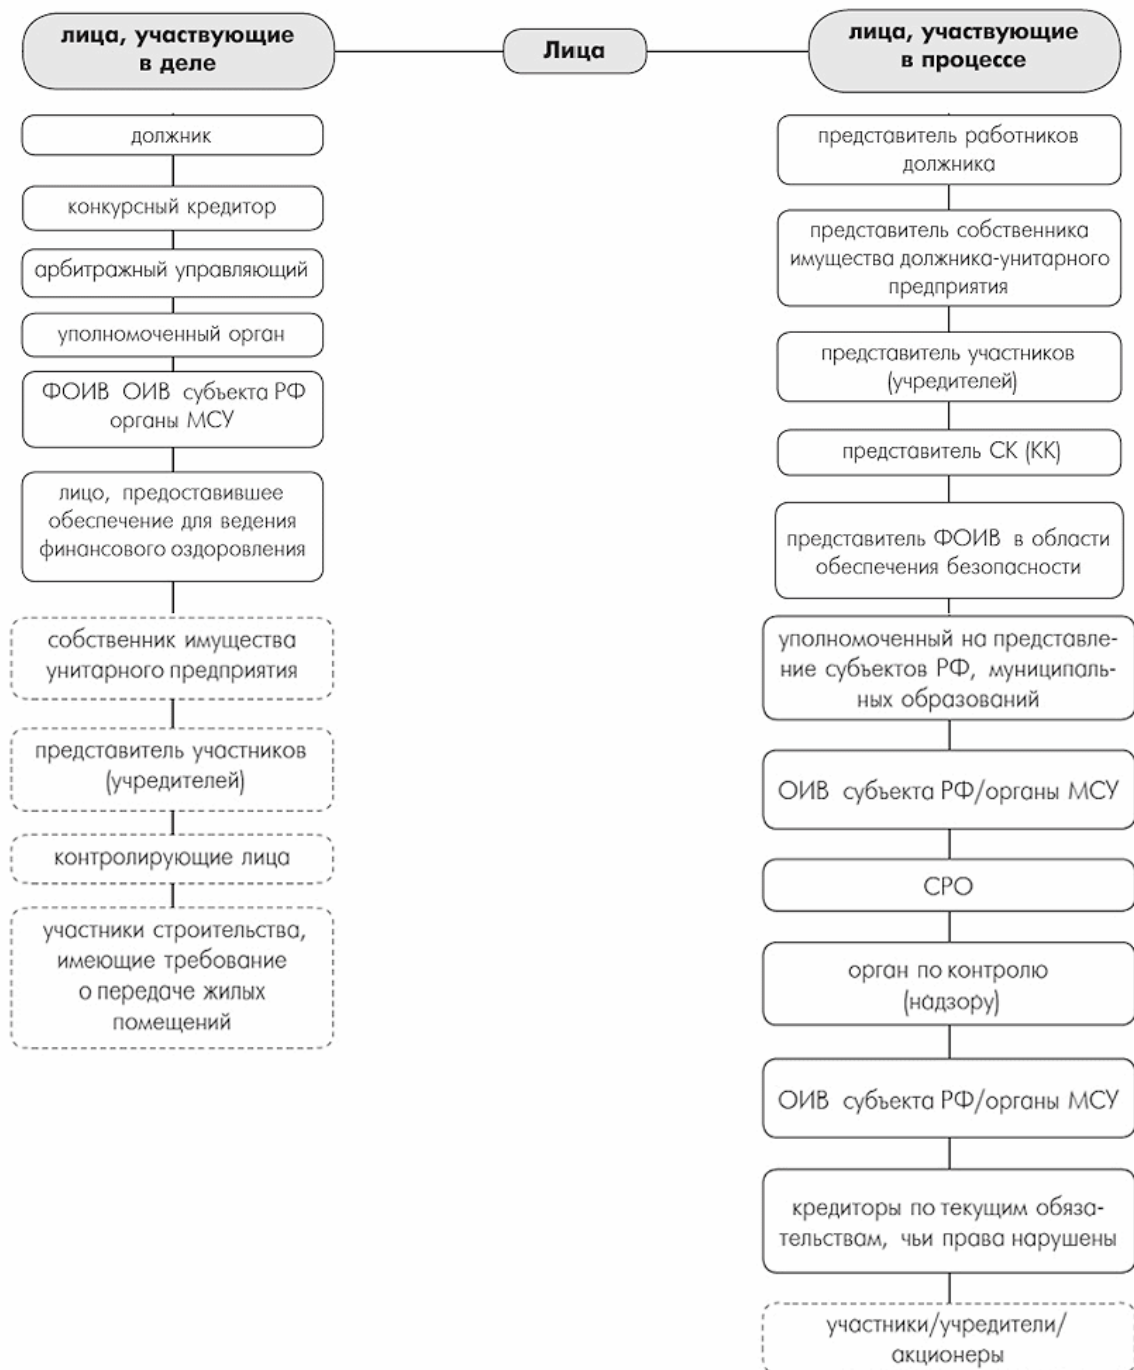 лица, участвующие
в деле
Лица
лица, участвующие
в процессе
должник
конкурсный кредитор
арбитражный управляющий
уполномоченный орган
ФОИВ ОИВ субъекта РФ
органы МСУ
лицо, предоставившее
обеспечение для ведения
финансового оздоровления
собственник имущества
унитарного предприятия
представитель участников
(учредителей)
контролирующие лица
участники строительства,
имеющие требование
о передаче жилых
помещений
представитель работников
должника
представитель собственника
имущества должника-унитарного
предприятия
представитель участников
(учредителей)
представитель СК (КК)
представитель ФОИВ в области
обеспечения безопасности
уполномоченный на представле-
ние субъектов РФ, муниципаль-
ных образований
ОИВ субъекта РФ/органы МСУ
СРО
орган по контролю
(надзору)
ОИВ субъекта РФ/органы МСУ
кредиторы по текущим обяза-
тельствам, чьи права нарушены
участники/учредители/
акционеры